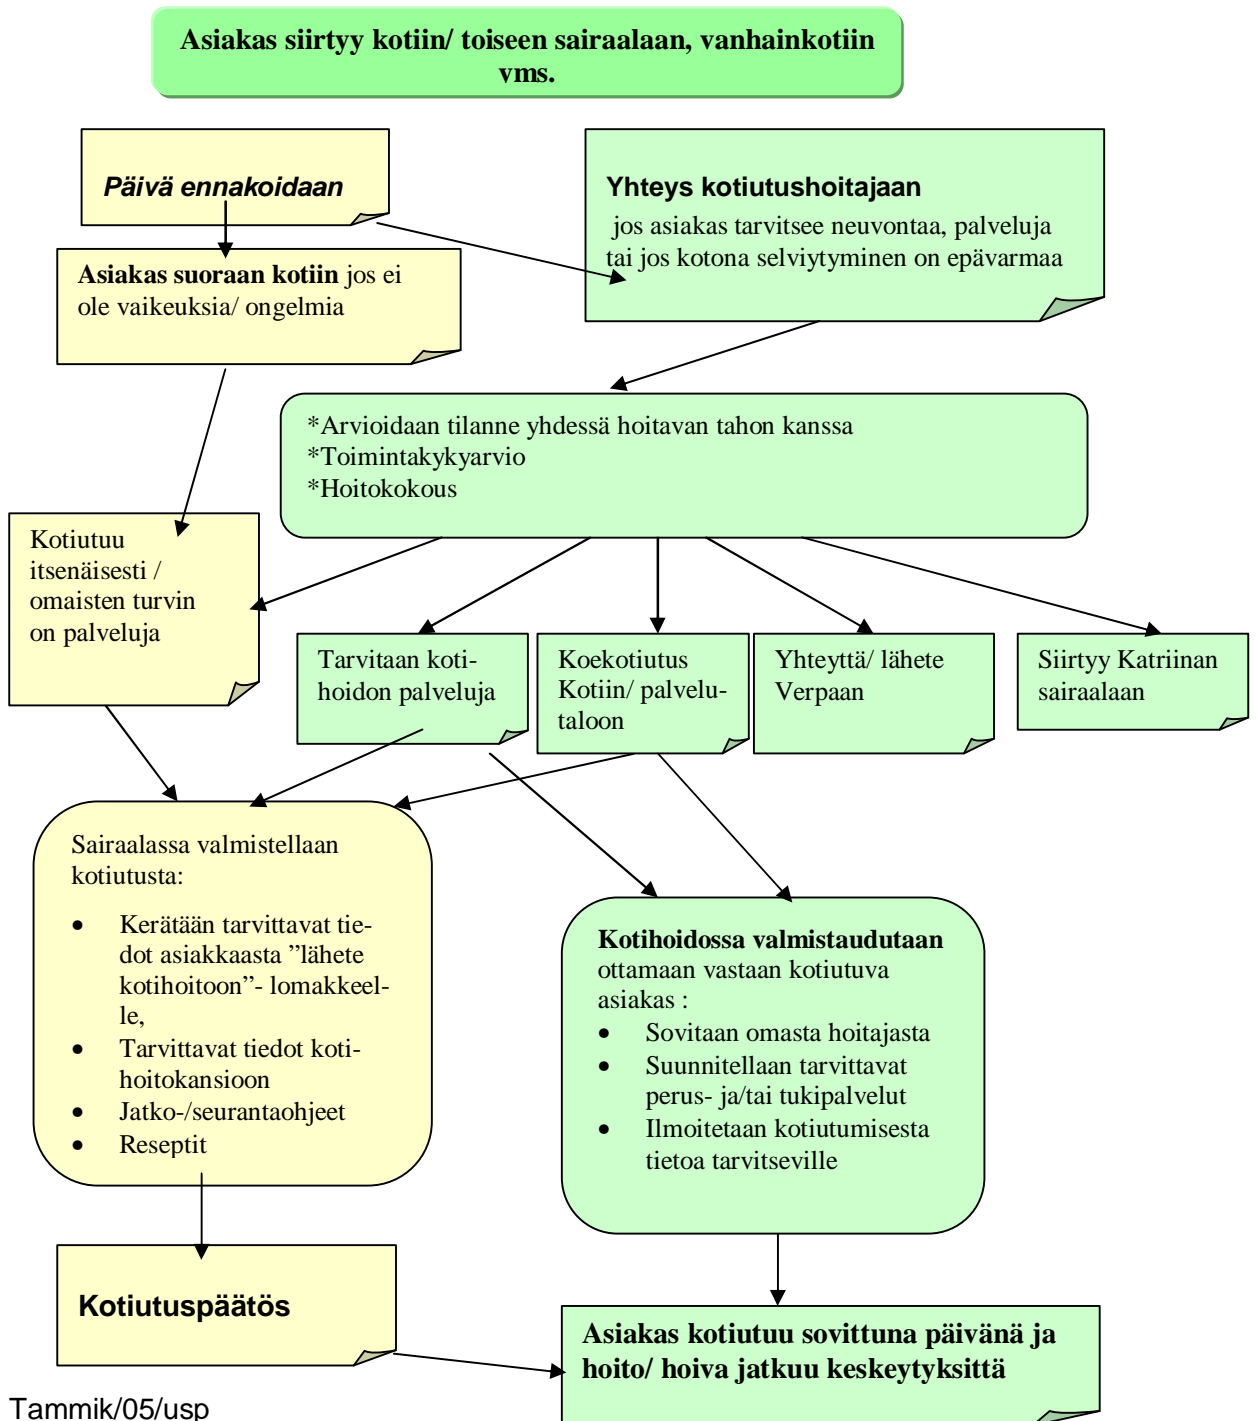 Asiakas siirtyy kotiin/ toiseen sairaalaan, vanhainkotiin
vms.
Päivä ennakoidaan
Yhteys kotiutushoitajaan
jos asiakas tarvitsee neuvontaa, palveluja
tai jos kotona selviytyminen on epävarmaa
Asiakas suoraan kotiin jos ei
ole vaikeuksia/ ongelmia
*Arvioidaan tilanne yhdessä hoitavan tahon kanssa
*Toimintakykyarvio
*Hoitokokous
Kotiutuu
itsenäisesti /
omaisten turvin
on palveluja
Tarvitaan koti-
hoidon palveluja
Koekotiutus
Kotiin/ palvelu-
taloon
Yhteyttä/ lähete
Verpaan
Siirtyy Katriinan
sairaalaan
Sairaalassa valmistellaan
kotiutusta:
• Kerätään tarvittavat tie-
dot asiakkaasta ”lähete
kotihoitoon”- lomakkeel-
le,
• Tarvittavat tiedot koti-
hoitokansioon
• Jatko-/seurantaohjeet
• Reseptit
Kotihoidossa valmistaudutaan
ottamaan vastaan kotiutuva
asiakas :
• Sovitaan omasta hoitajasta
• Suunnitellaan tarvittavat
perus- ja/tai tukipalvelut
• Ilmoitetaan kotiutumisesta
tietoa tarvitseville
Kotiutuspäätös
Asiakas kotiutuu sovittuna päivänä ja
hoito/ hoiva jatkuu keskeytyksittä
Tammik/05/usp